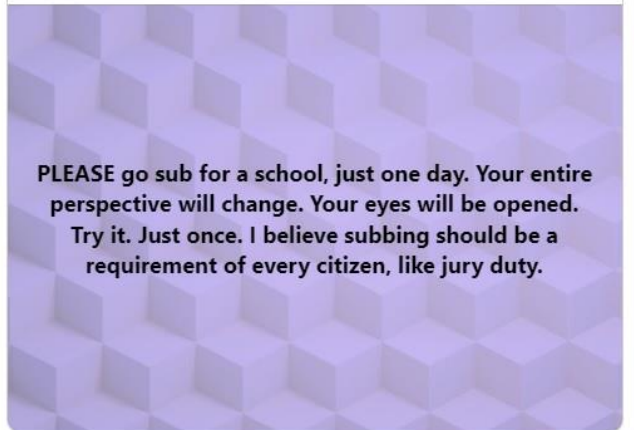 PLEASE go sub for a school, just one day. Your entire
perspective will change. Your eyes will be opened.
Try it. Just once. I believe subbing should be a
requirement of every citizen, like jury duty.